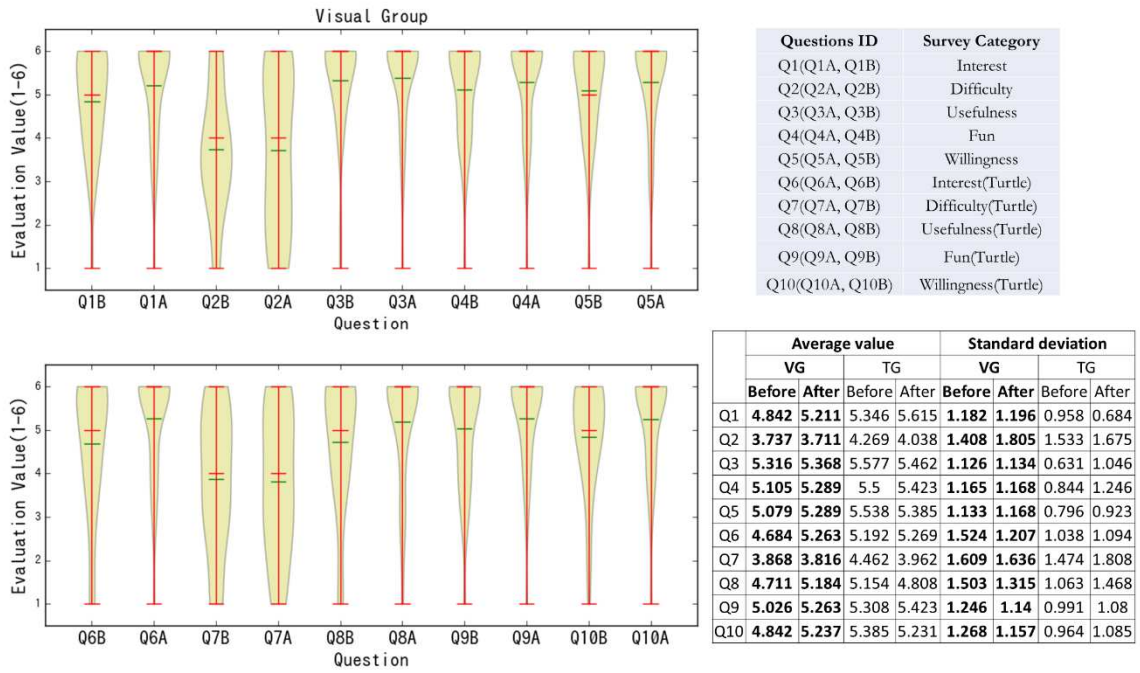 Visual Group
Evaluation Value(1-6)
6
5
4
3
2
1
Q1B Q1A Q2B Q2A Q3B Q3A Q4B Q4A Q5B Q5A
Question
Evaluation Value(1-6)
6
5
4
3
2
1
Q6B Q6A Q7B Q7A Q8B Q8A Q9B Q9A Q10B Q10A
Question
Questions ID Survey Category
Q1(Q1A, Q1B) Interest
Q2(Q2A, Q2B) Difficulty
Q3(Q3A, Q3B) Usefulness
Q4(Q4A, Q4B) Fun
Q5(Q5A, Q5B) Willingness
Q6(Q6A, Q6B) Interest(Turtle)
Q7(Q7A, Q7B) Difficulty(Turtle)
Q8(Q8A, Q8B) Usefulness(Turtle)
Q9(Q9A, Q9B) Fun(Turtle)
Q10(Q10A, Q10B) Willingness(Turtle)
Average value Standard deviation
VG TG VG TG
Before After Before After Before After Before After
Q1 4.842 5.211 5.346 5.615 1.182 1.196 0.958 0.684
Q2 3.737 3.711 4.269 4.038 1.408 1.805 1.533 1.675
Q3 5.316 5.368 5.577 5.462 1.126 1.134 0.631 1.046
Q4 5.105 5.289 5.5 5.423 1.165 1.168 0.844 1.246
Q5 5.079 5.289 5.538 5.385 1.133 1.168 0.796 0.923
Q6 4.684 5.263 5.192 5.269 1.524 1.207 1.038 1.094
Q7 3.868 3.816 4.462 3.962 1.609 1.636 1.474 1.808
Q8 4.711 5.184 5.154 4.808 1.503 1.315 1.063 1.468
Q9 5.026 5.263 5.308 5.423 1.246 1.14 0.991 1.08
Q10 4.842 5.237 5.385 5.231 1.268 1.157 0.964 1.085